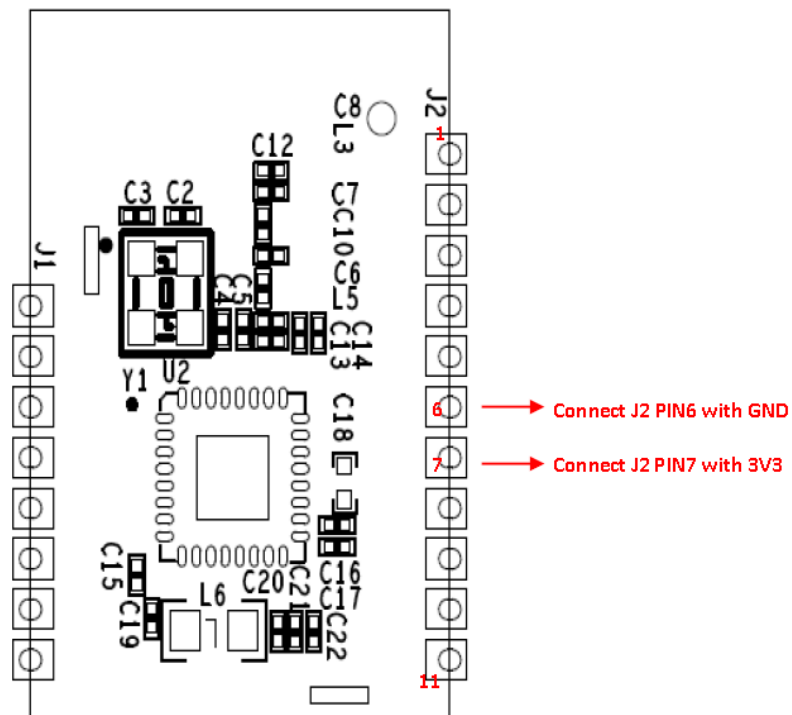 C8
J2
1
L3
C12
C3
C2
C7
C10
J1
C6
C4
C5
L5
C13
C14
U2
Y1
6
Connect J2 PIN6 with GND
C18
7
Connect J2 PIN7 with 3V3
C15
C16
C20
C21
C17
L6
C19
C22
11